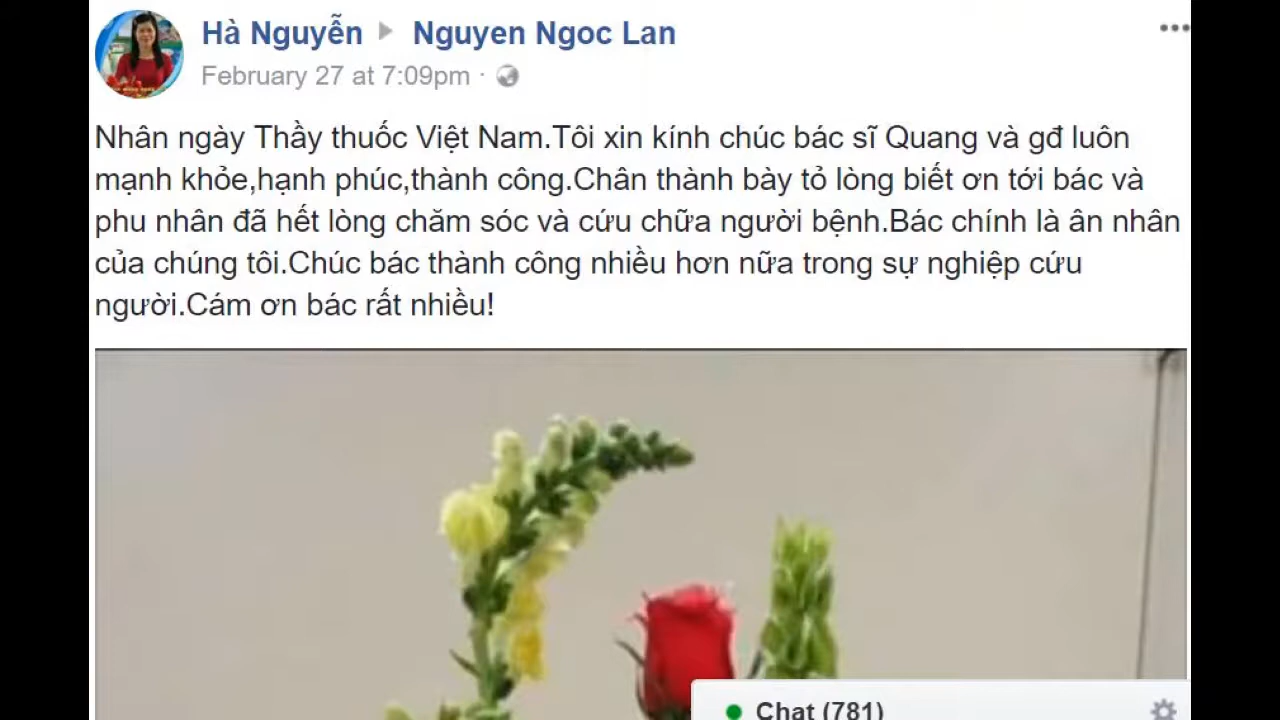 Hà Nguyễn ▶ Nguyen Ngoc Lan
February 27 at 7:09pm ·
Nhân ngày Thầy thuốc Việt Nam.Tôi xin kính chúc bác sĩ Quang và gđ luôn
mạnh khỏe,hạnh phúc,thành công.Chân thành bày tỏ lòng biết ơn tới bác và
phu nhân đã hết lòng chăm sóc và cứu chữa người bệnh.Bác chính là ân nhân
của chúng tôi.Chúc bác thành công nhiều hơn nữa trong sự nghiệp cứu
người.Cám ơn bác rất nhiều!
Chat (781)